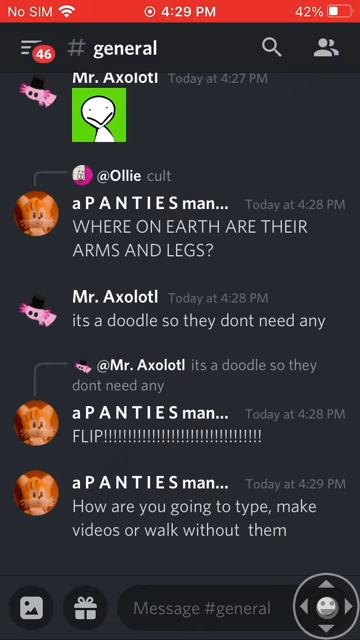 No SIM 4:29 PM 42%
46 # general
Mr. Axolotl Today at 4:27 PM
@Ollie cult
a P A N T I E S man... Today at 4:28 PM
WHERE ON EARTH ARE THEIR
ARMS AND LEGS?
Mr. Axolotl Today at 4:28 PM
its a doodle so they dont need any
@Mr. Axolotl its a doodle so they
dont need any
a P A N T I E S man... Today at 4:28 PM
FLIP!!!!!!!!!!!!!!!!!!!!!!!!!!!!!!!!!
a P A N T I E S man... Today at 4:29 PM
How are you going to type, make
videos or walk without  them
Message #general